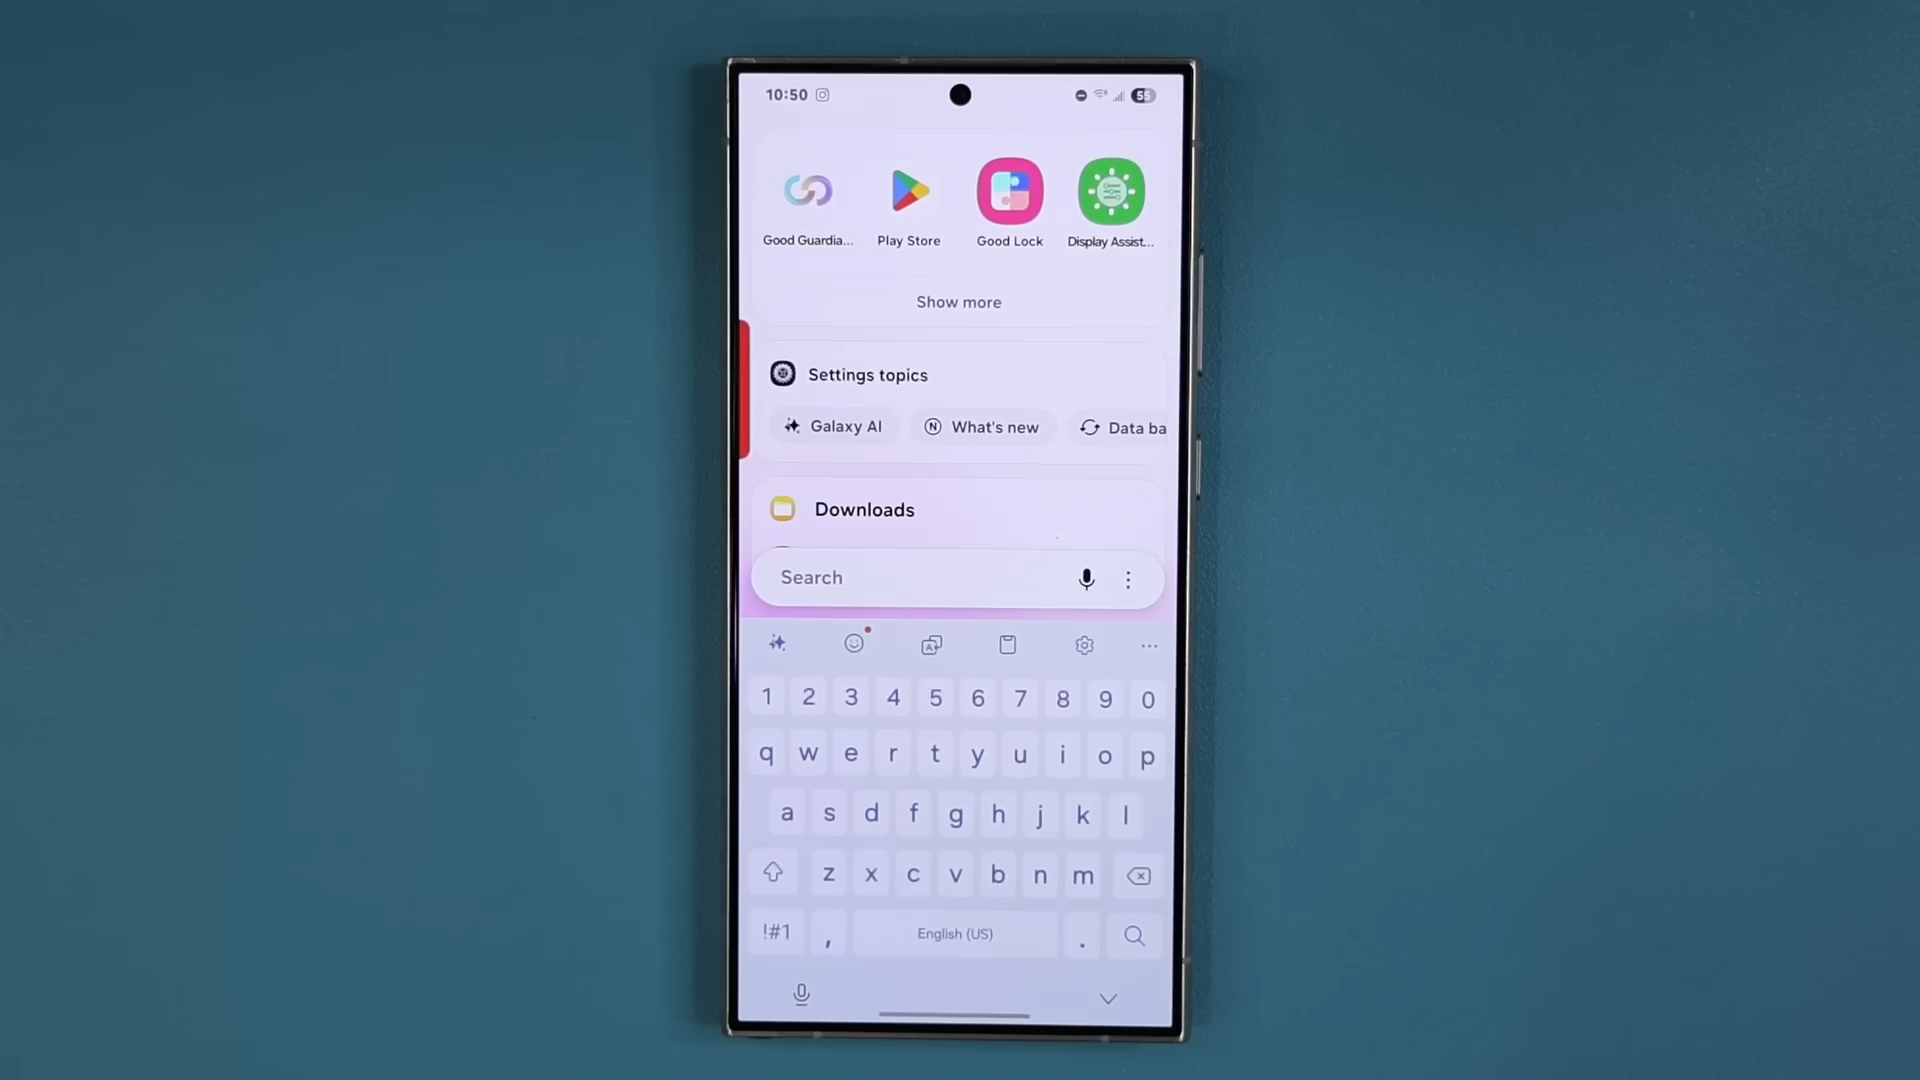 10:50 55
Good Guardia... Play Store Good Lock Display Assist...
Show more
Settings topics
Galaxy AI What's new Data ba
Downloads
Search
1 2 3 4 5 6 7 8 9 0
q w e r t y u i o p
a s d f g h j k l
z x c v b n m
!#1 , English (US) .